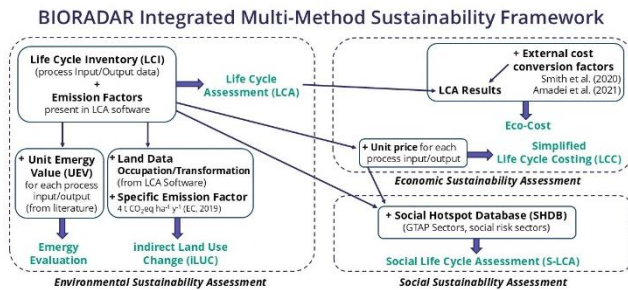 BIORADAR Integrated Multi-Method Sustainability Framework
Life Cycle Inventory (LCI)
(process Input/Output data)
+
Emission Factors
present in LCA software
Life Cycle
Assessment (LCA)
+ Unit Emergy
Value (UEV)
for each process
input/output
(from literature)
+ Land Data
Occupation/Transformation
(from LCA Software)
+ Specific Emission Factor
4 t CO₂eq ha⁻¹ y⁻¹ (EC, 2019)
Emergy
Evaluation
indirect Land Use
Change (iLUC)
Environmental Sustainability Assessment
+ External cost
conversion factors
LCA Results
Smith et al. (2020)
Amadei et al. (2021)
Eco-Cost
+ Unit price for each
process input/output
Simplified
Life Cycle Costing (LCC)
Economic Sustainability Assessment
+ Social Hotspot Database (SHDB)
(GTAP Sectors, social risk sectors)
Social Life Cycle Assessment (S-LCA)
Social Sustainability Assessment